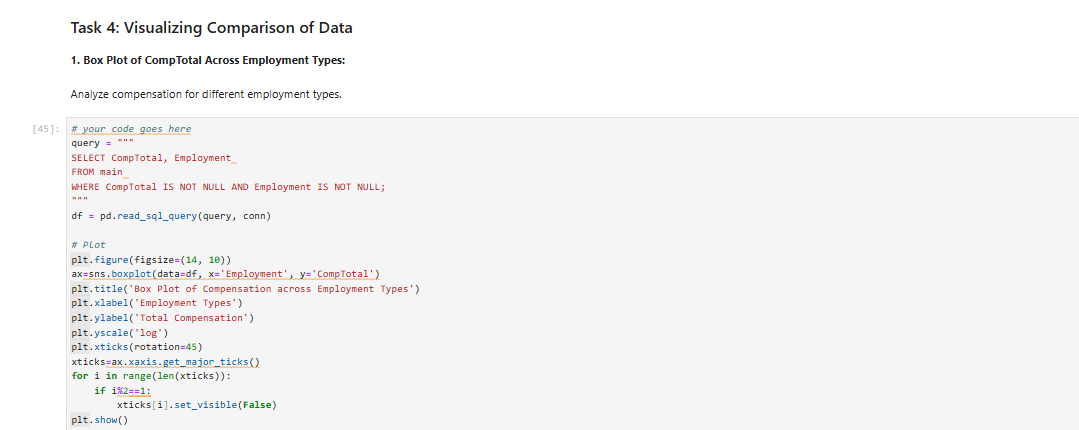 Task 4: Visualizing Comparison of Data
1. Box Plot of CompTotal Across Employment Types:
Analyze compensation for different employment types.
[45]: # your code goes here
query = """
SELECT CompTotal, Employment
FROM main
WHERE CompTotal IS NOT NULL AND Employment IS NOT NULL;
"""
df = pd.read_sql_query(query, conn)
# Plot
plt.figure(figsize=(14, 10))
ax=sns.boxplot(data=df, x='Employment', y='CompTotal')
plt.title('Box Plot of Compensation across Employment Types')
plt.xlabel('Employment Types')
plt.ylabel('Total Compensation')
plt.yscale('log')
plt.xticks(rotation=45)
xticks=ax.xaxis.get_major_ticks()
for i in range(len(xticks)):
    if i%2==1:
        xticks[i].set_visible(False)
plt.show()